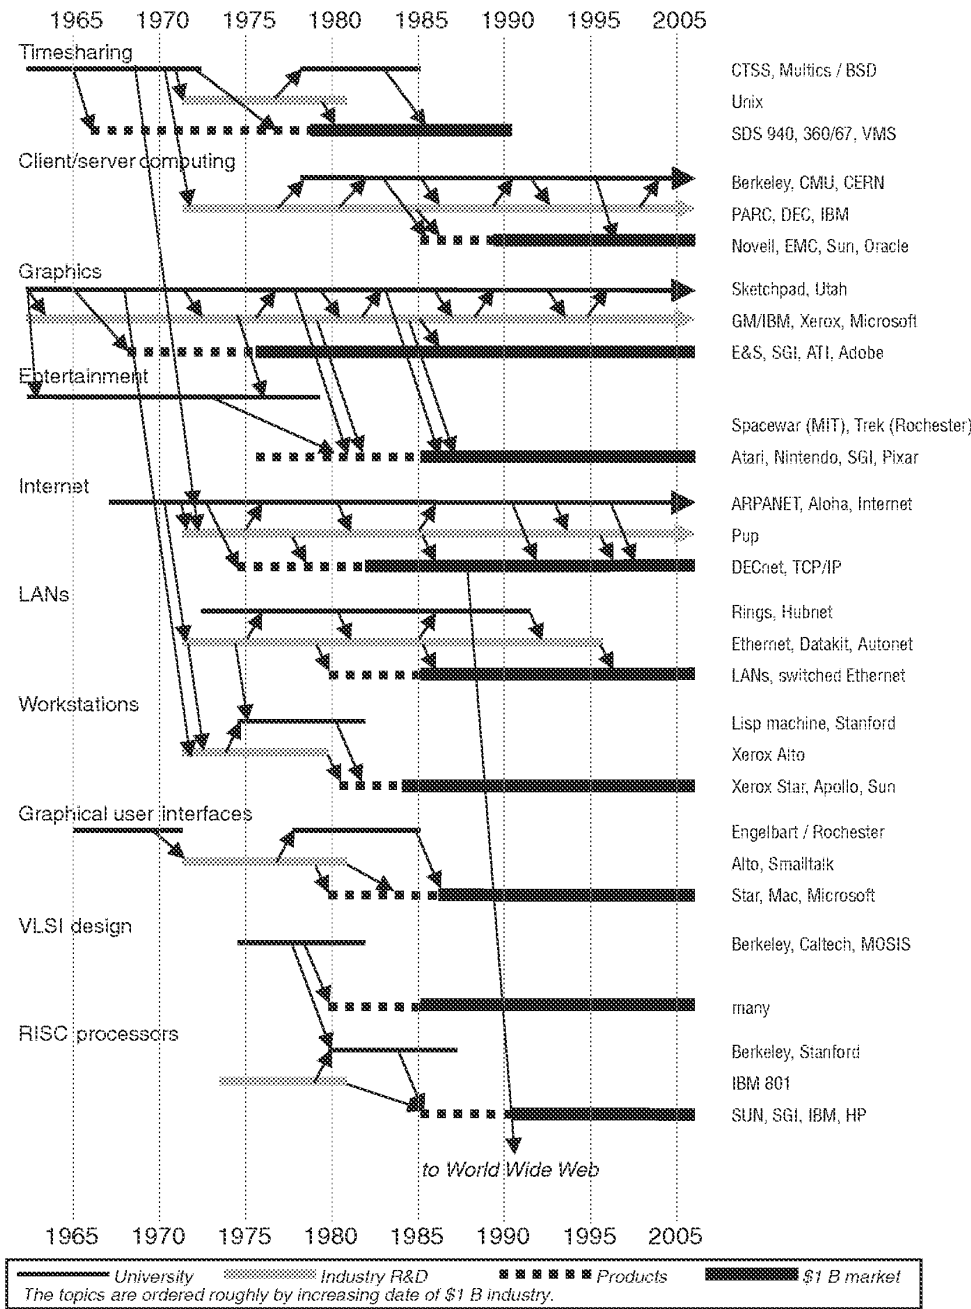 1965 1970 1975 1980 1985 1990 1995 2005
Timesharing
CTSS, Multics / BSD
Unix
SDS 940, 360/67, VMS
Client/server computing
Berkeley, CMU, CERN
PARC, DEC, IBM
Novell, EMC, Sun, Oracle
Graphics
Sketchpad, Utah
GM/IBM, Xerox, Microsoft
E&S, SGI, ATI, Adobe
Entertainment
Spacewar (MIT), Trek (Rochester)
Atari, Nintendo, SGI, Pixar
Internet
ARPANET, Aloha, Internet
Pup
DECnet, TCP/IP
LANs
Rings, Hubnet
Ethernet, Datakit, Autonet
LANs, switched Ethernet
Workstations
Lisp machine, Stanford
Xerox Alto
Xerox Star, Apollo, Sun
Graphical user interfaces
Engelbart / Rochester
Alto, Smalltalk
Star, Mac, Microsoft
VLSI design
Berkeley, Caltech, MOSIS
many
RISC processors
Berkeley, Stanford
IBM 801
SUN, SGI, IBM, HP
to World Wide Web
1965 1970 1975 1980 1985 1990 1995 2005
University Industry R&D Products $1 B market
The topics are ordered roughly by increasing date of $1 B industry.